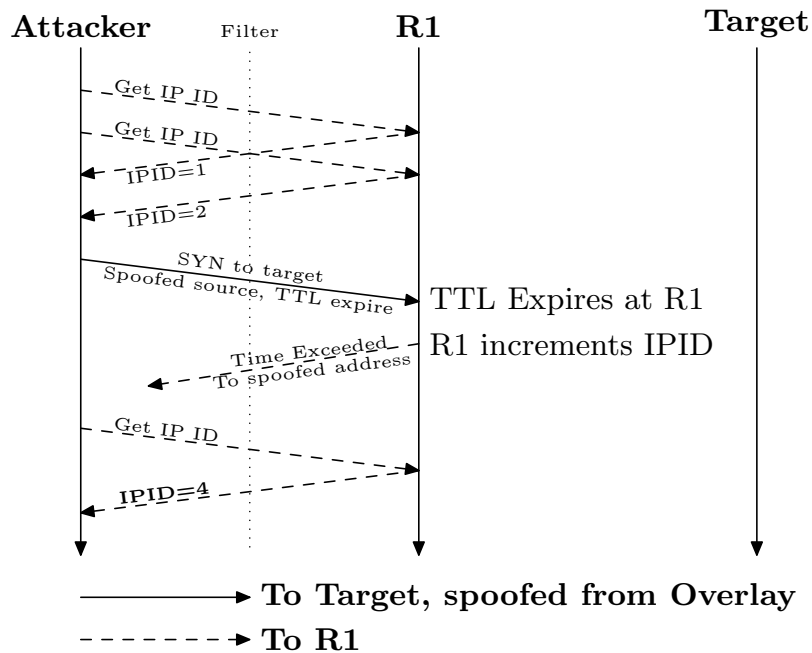 Attacker
Filter
R1
Target
Get IP ID
Get IP ID
IPID=1
IPID=2
SYN to target
Spoofed source, TTL expire
TTL Expires at R1
R1 increments IPID
Time Exceeded
To spoofed address
Get IP ID
IPID=4
To Target, spoofed from Overlay
To R1